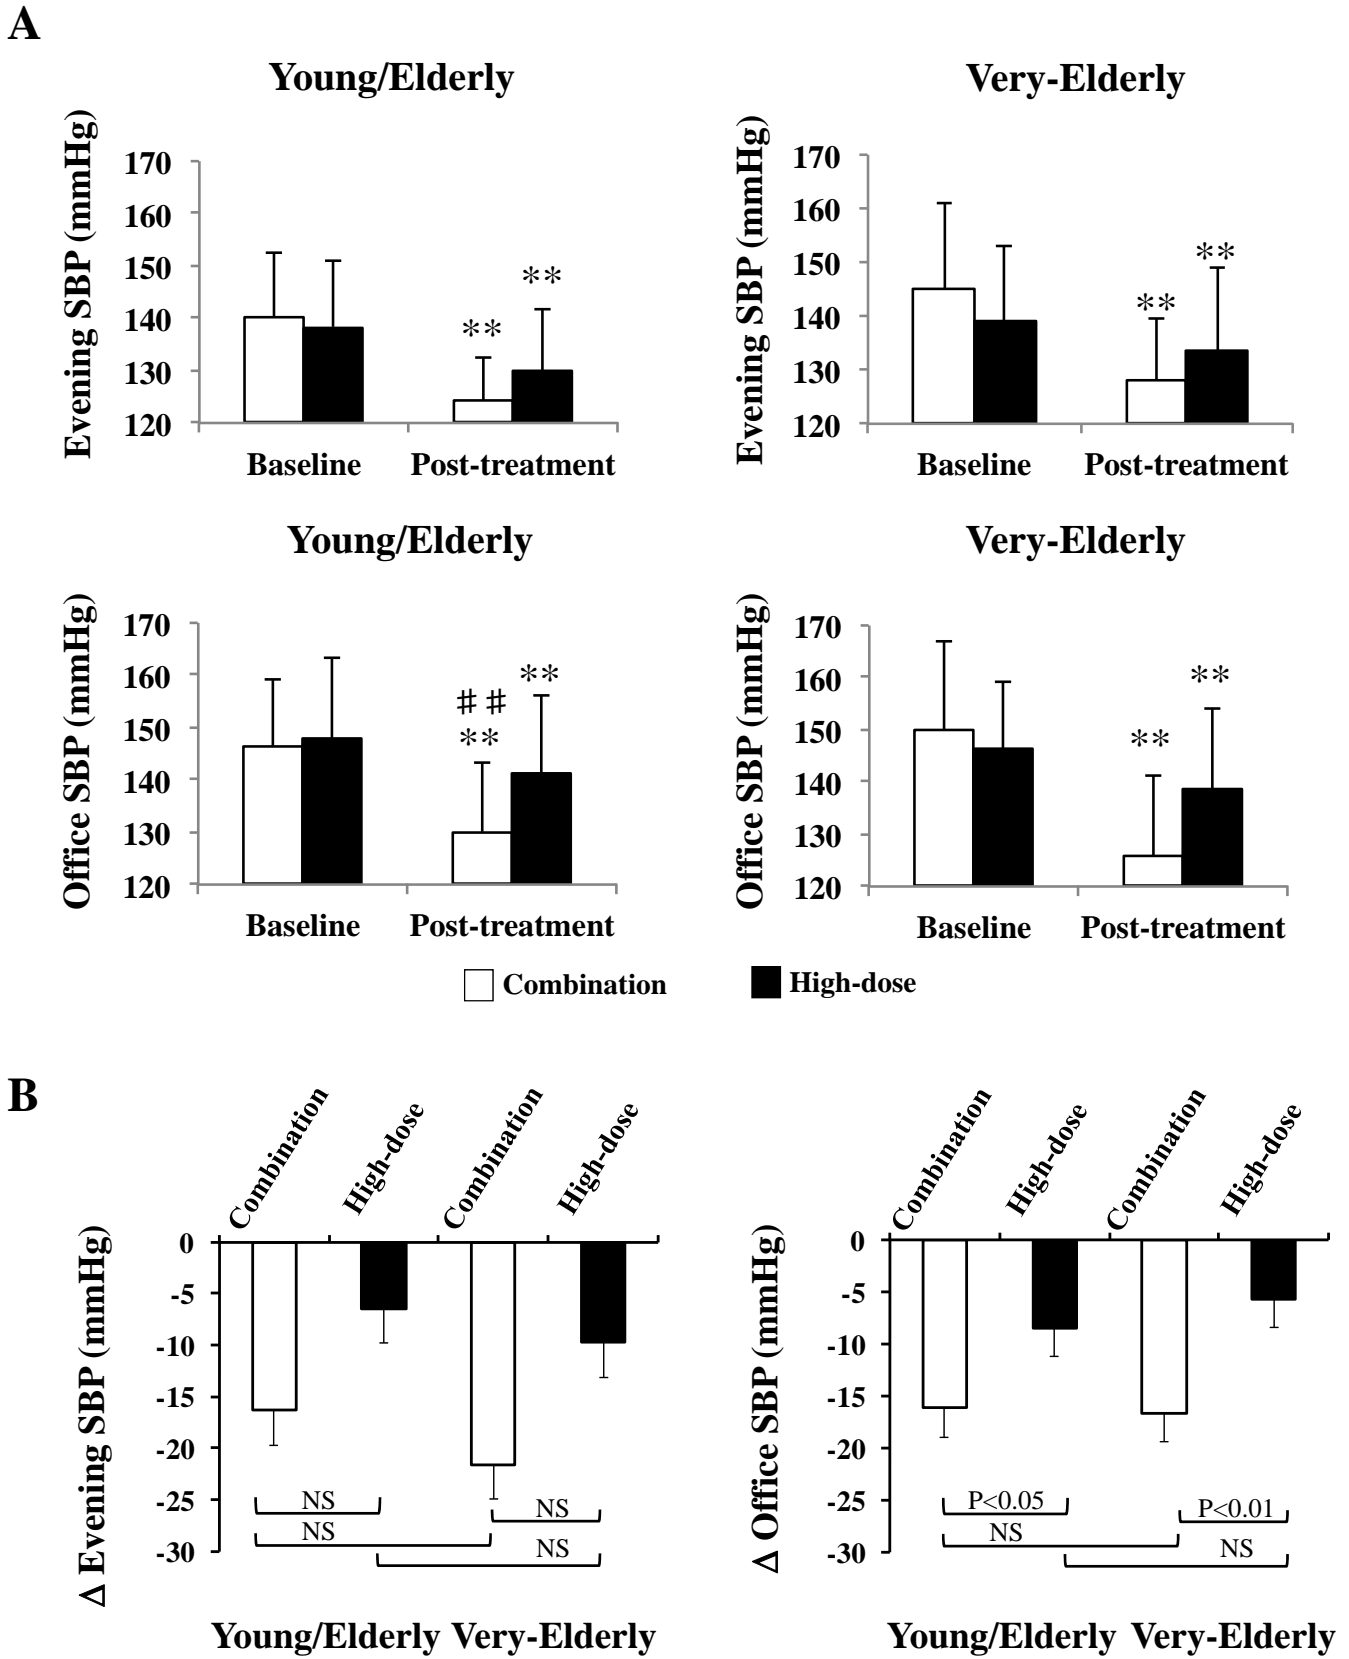 A
Young/Elderly
Evening SBP (mmHg)
170
160
150
140
130
120
**
**
Baseline
Post-treatment
Very-Elderly
Evening SBP (mmHg)
170
160
150
140
130
120
**
**
Baseline
Post-treatment
Young/Elderly
Office SBP (mmHg)
170
160
150
140
130
120
##
**
**
Baseline
Post-treatment
Very-Elderly
Office SBP (mmHg)
170
160
150
140
130
120
**
**
Baseline
Post-treatment
Combination
High-dose
B
Combination
High-dose
Combination
High-dose
Δ Evening SBP (mmHg)
0
-5
-10
-15
-20
-25
-30
NS
NS
NS
NS
Young/Elderly
Very-Elderly
Combination
High-dose
Combination
High-dose
Δ Office SBP (mmHg)
0
-5
-10
-15
-20
-25
-30
P<0.05
P<0.01
NS
NS
Young/Elderly
Very-Elderly